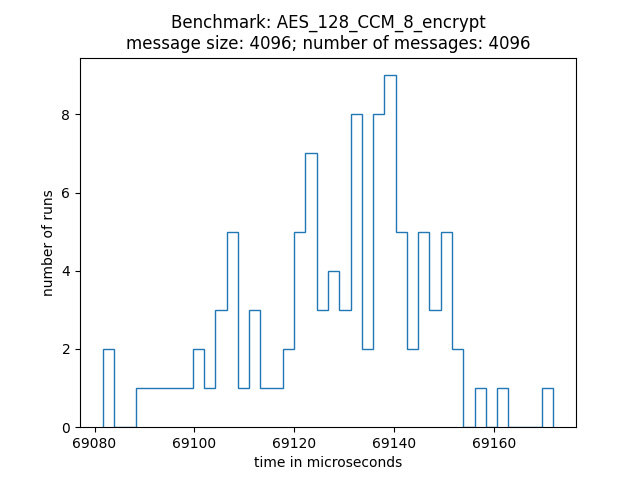 Benchmark: AES_128_CCM_8_encrypt
message size: 4096; number of messages: 4096
number of runs
8
6
4
2
0
69080 69100 69120 69140 69160
time in microseconds